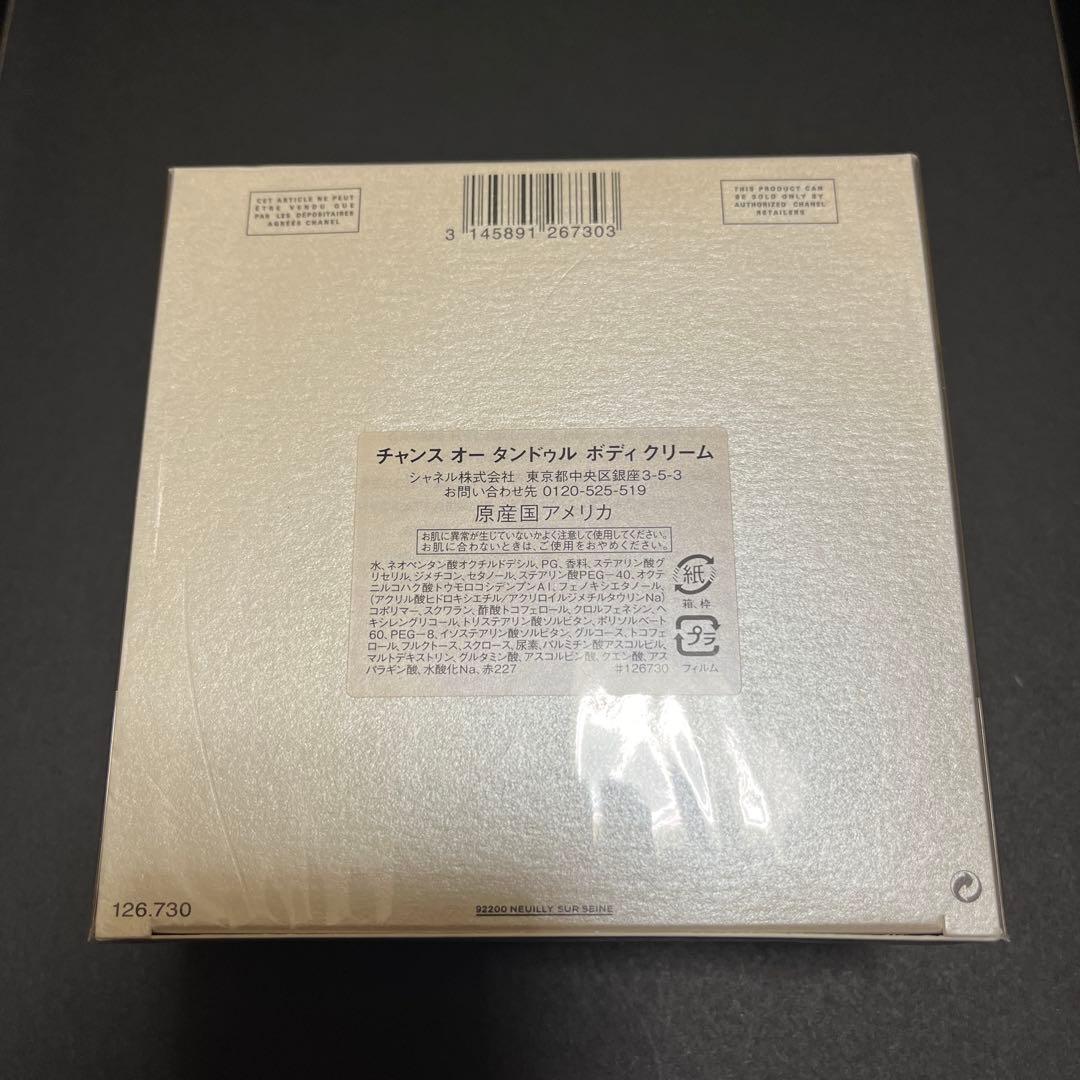 CET ARTICLE NE PEUT
ÊTRE VENDU QUE
PAR LES DÉPOSITAIRES
AGRÉÉS CHANEL
3 145891 267303
THIS PRODUCT CAN
BE SOLD ONLY BY
AUTHORIZED CHANEL
RETAILERS
チャンス オー タンドゥル ボディ クリーム
シャネル株式会社 東京都中央区銀座3-5-3
お問い合わせ先 0120-525-519
原産国アメリカ
お肌に異常が生じていないかよく注意して使用してください。
お肌に合わないときは、ご使用をおやめください。
水、ネオペンタン酸オクチルドデシル、PG、香料、ステアリン酸グ
リセリル、ジメチコン、セタノール、ステアリン酸PEG-40、オクテ
ニルコハク酸トウモロコシデンプンAl、フェノキシエタノール、
(アクリル酸ヒドロキシエチル/アクリロイルジメチルタウリンNa)
コポリマー、スクワラン、酢酸トコフェロール、クロルフェネシン、ヘ
キシレングリコール、トリステアリン酸ソルビタン、ポリソルベート
60、PEG-8、イソステアリン酸ソルビタン、グルコース、トコフェ
ロール、フルクトース、スクロース、尿素、パルミチン酸アスコルビル、
マルトデキストリン、グルタミン酸、アスコルビン酸、クエン酸、アス
パラギン酸、水酸化Na、赤227 #126730
紙
箱、枠
プラ
フィルム
126.730
92200 NEUILLY SUR SEINE